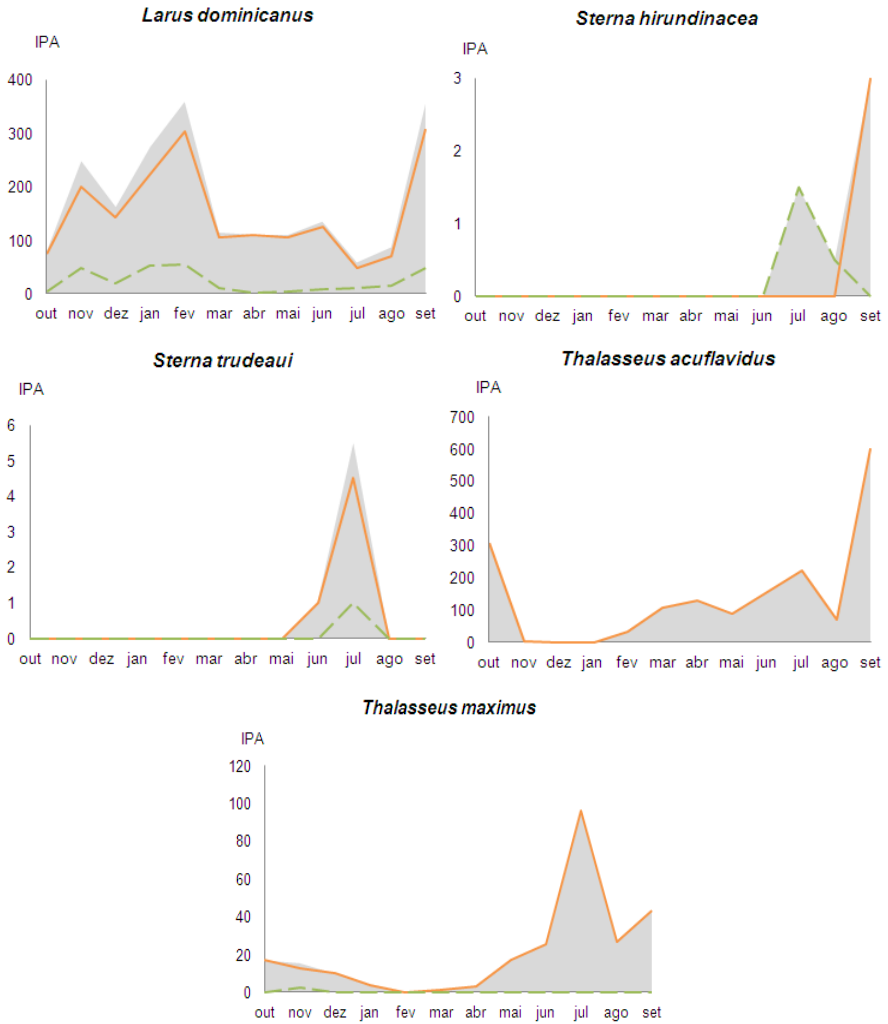 Larus dominicanus
IPA
400
300
200
100
0
out nov dez jan fev mar abr mai jun jul ago set
Sterna hirundinacea
IPA
3
2
1
0
out nov dez jan fev mar abr mai jun jul ago set
Sterna trudeaui
IPA
6
5
4
3
2
1
0
out nov dez jan fev mar abr mai jun jul ago set
Thalasseus acuflavidus
IPA
700
600
500
400
300
200
100
0
out nov dez jan fev mar abr mai jun jul ago set
Thalasseus maximus
IPA
120
100
80
60
40
20
0
out nov dez jan fev mar abr mai jun jul ago set